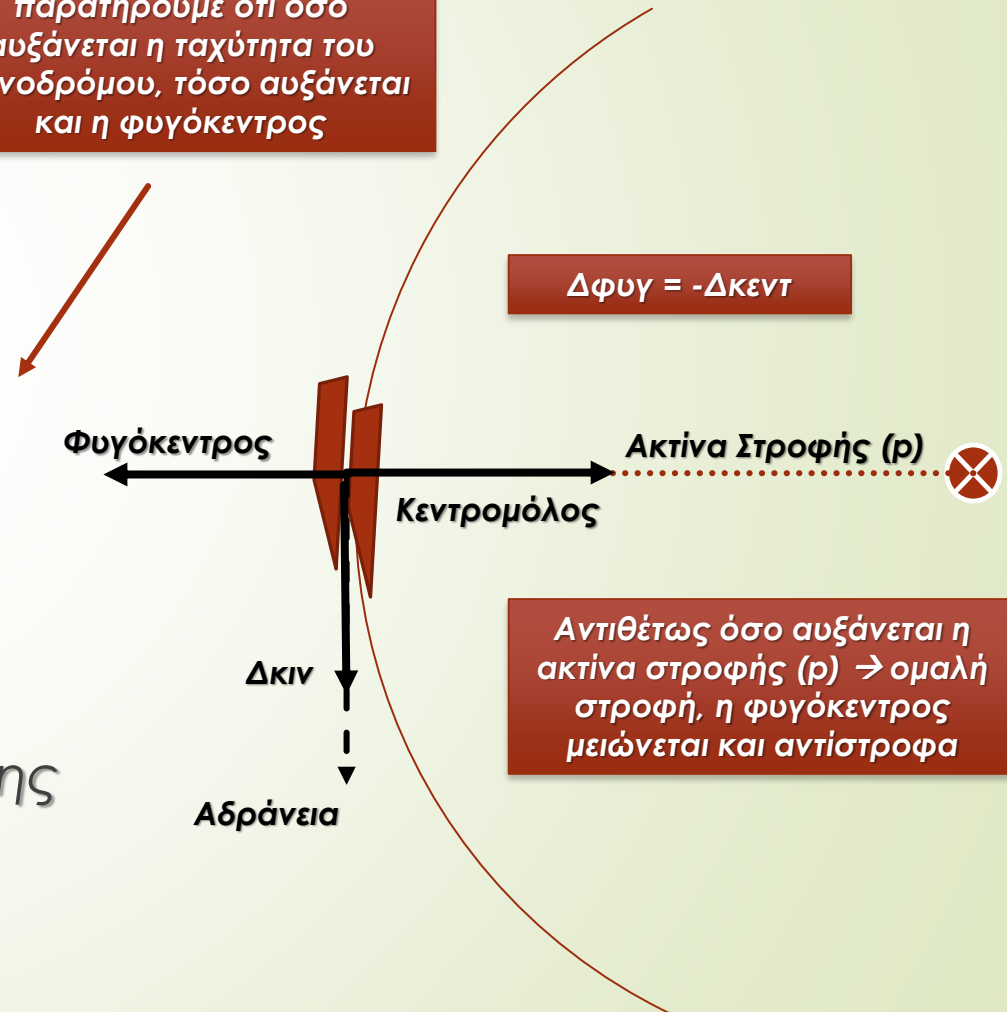 παρατηρούμε ότι όσο
αυξάνεται η ταχύτητα του
τόσο αυξάνεται
και η φυγόκεντρος
Δφυγ = -Δκεντ
Φυγόκεντρος
Ακτίνα Στροφής (p)
Κεντρομόλος
Αντιθέτως όσο αυξάνεται η
ακτίνα στροφής (p) → ομαλή
στροφή, η φυγόκεντρος
μειώνεται και αντίστροφα
Δκιν
ης
Αδράνεια